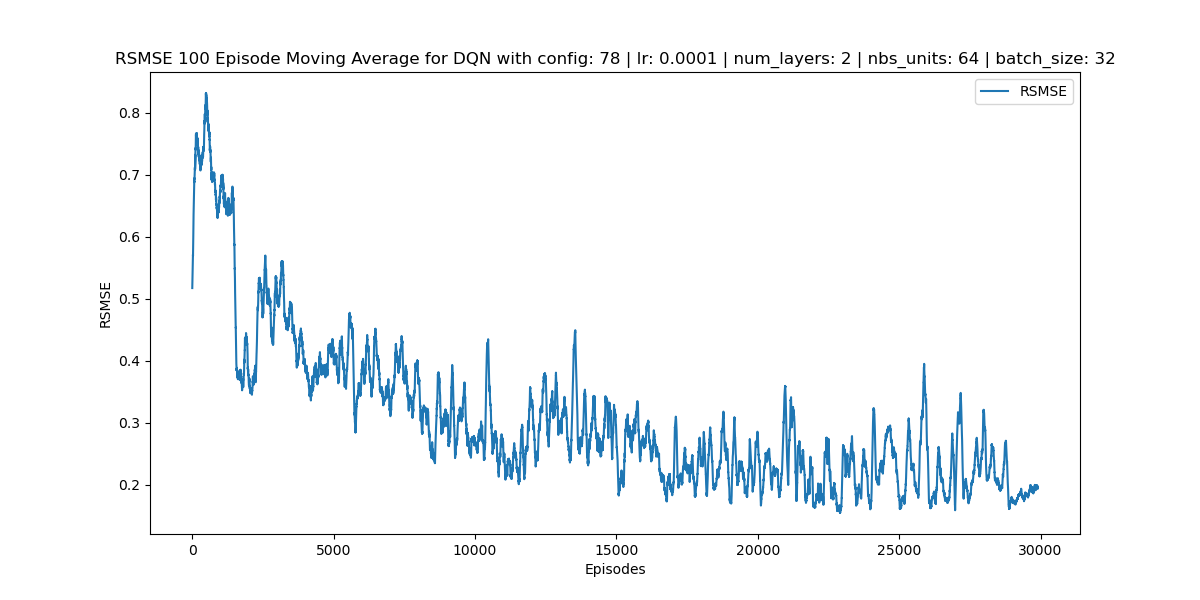 RSMSE 100 Episode Moving Average for DQN with config: 78 | lr: 0.0001 | num_layers: 2 | nbs_units: 64 | batch_size: 32
RSMSE
0.8
0.7
0.6
0.5
0.4
0.3
0.2
RSMSE
0 5000 10000 15000 20000 25000 30000
Episodes